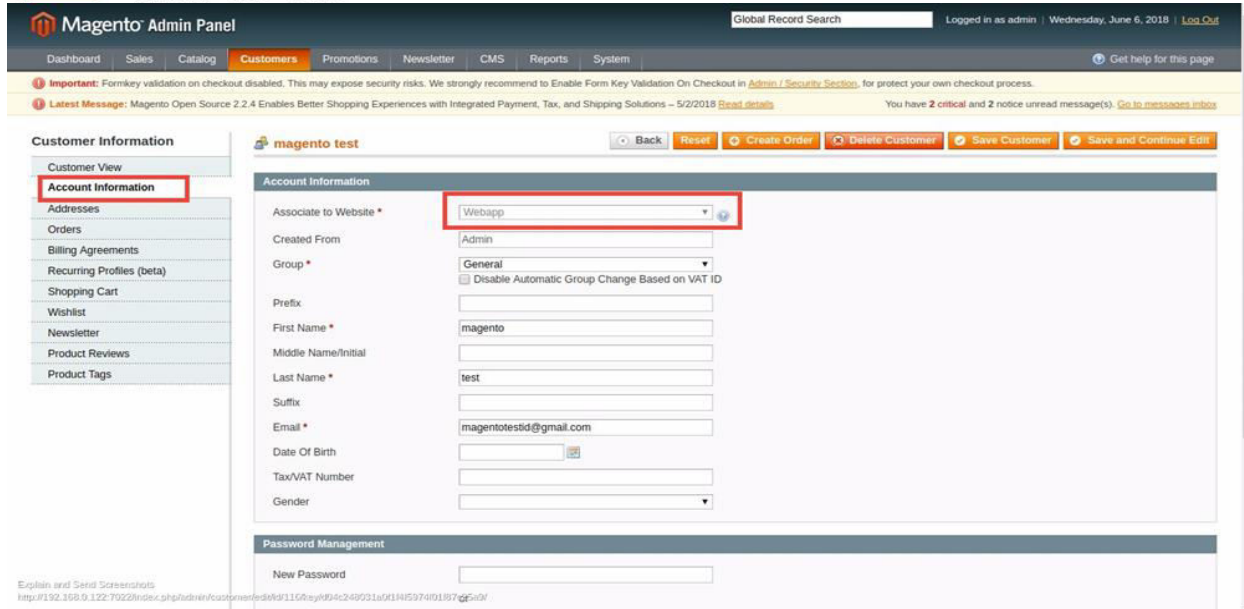 Magento Admin Panel
Global Record Search
Logged in as admin | Wednesday, June 6, 2018 | Log Out
Dashboard Sales Catalog Customers Promotions Newsletter CMS Reports System
Get help for this page
Important: Formkey validation on checkout disabled. This may expose security risks. We strongly recommend to Enable Form Key Validation On Checkout in Admin / Security Section, for protect your own checkout process.
Latest Message: Magento Open Source 2.2.4 Enables Better Shopping Experiences with Integrated Payment, Tax, and Shipping Solutions – 5/2/2018 Read details
You have 2 critical and 2 notice unread message(s). Go to messages inbox
Customer Information
Customer View
Account Information
Addresses
Orders
Billing Agreements
Recurring Profiles (beta)
Shopping Cart
Wishlist
Newsletter
Product Reviews
Product Tags
magento test
Back Reset Create Order Delete Customer Save Customer Save and Continue Edit
Account Information
Associate to Website * Webapp
Created From Admin
Group * General
Disable Automatic Group Change Based on VAT ID
Prefix
First Name * magento
Middle Name/Initial
Last Name * test
Suffix
Email * magentotestid@gmail.com
Date Of Birth
Tax/VAT Number
Gender
Password Management
New Password
or
Explain and Send Screenshots